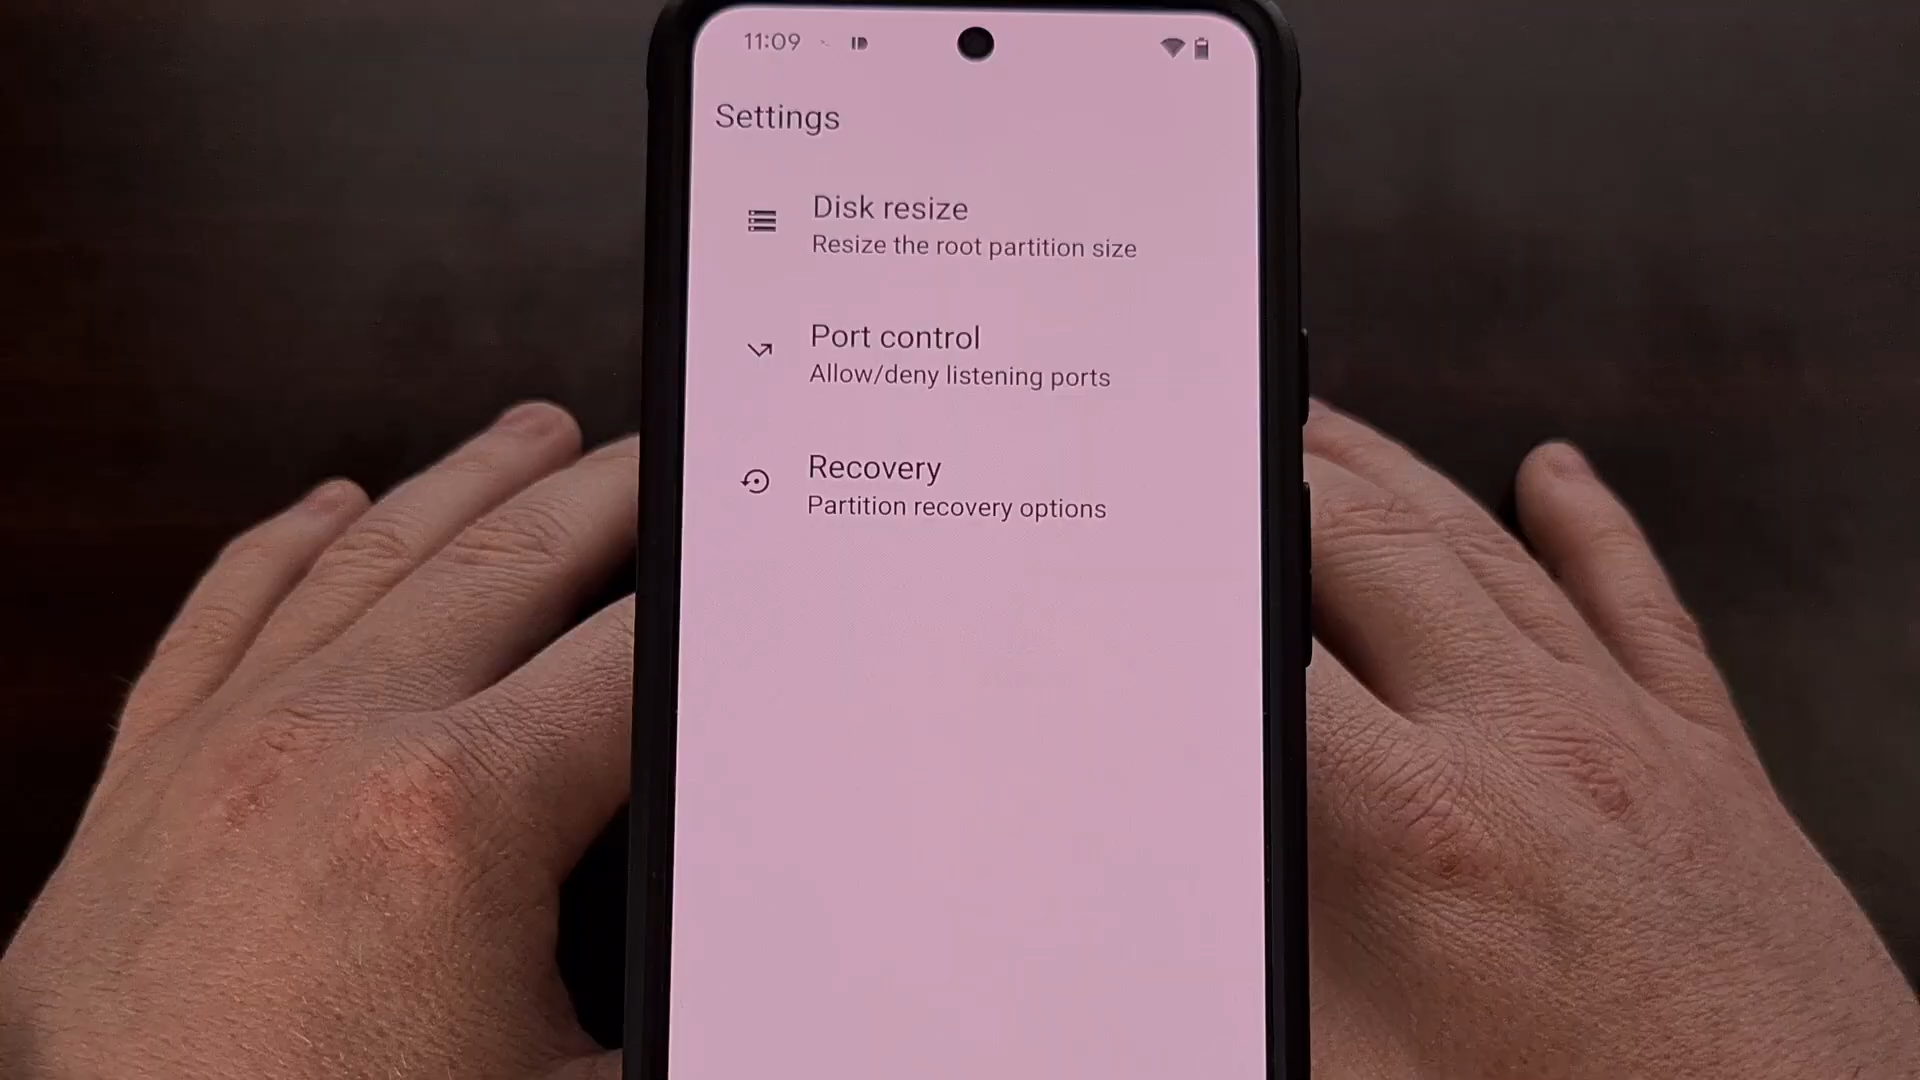 11:09
Settings
Disk resize
Resize the root partition size
Port control
Allow/deny listening ports
Recovery
Partition recovery options